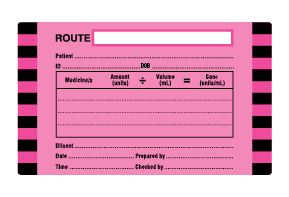 ROUTE
Patient
ID DOB
Medicine/s Amount (units) ÷ Volume (mL) = Conc (units/mL)
Diluent
Date Prepared by
Time Checked by